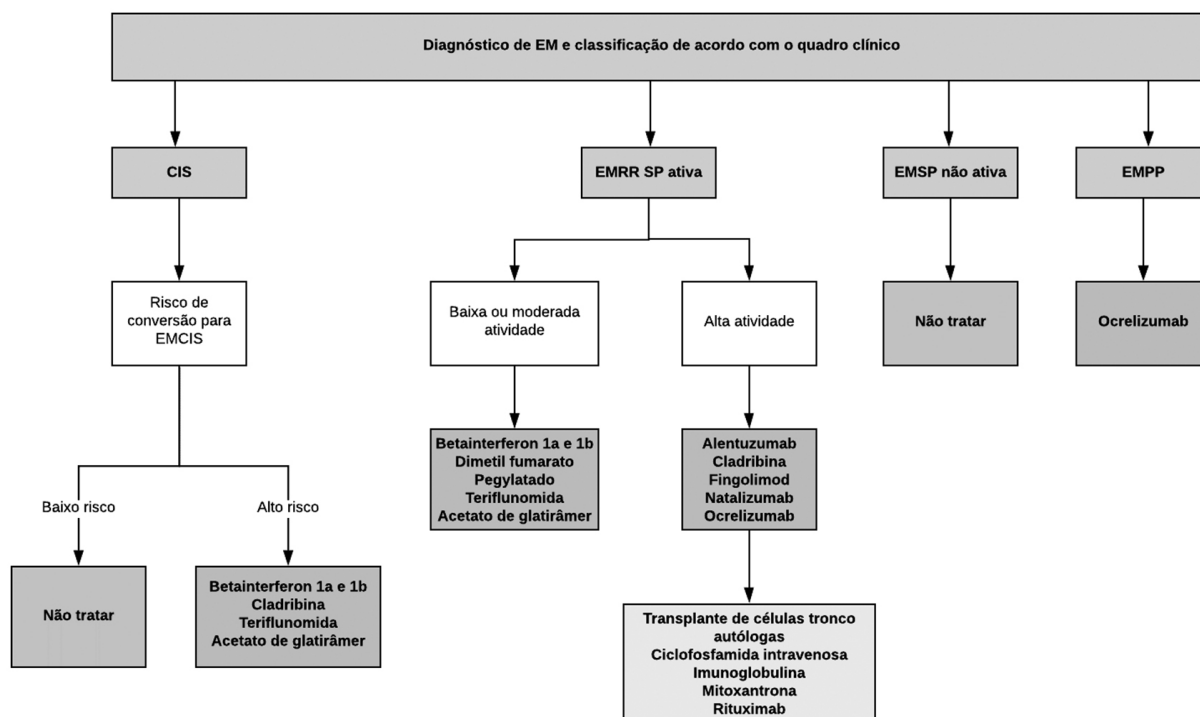 Diagnóstico de EM e classificação de acordo com o quadro clínico
CIS
EMRR SP ativa
EMSP não ativa
EMPP
Risco de
conversão para
EMCIS
Baixa ou moderada
atividade
Alta atividade
Não tratar
Ocrelizumab
Betainterferon 1a e 1b
Dimetil fumarato
Pegylatado
Teriflunomida
Acetato de glatirâmer
Alentuzumab
Cladribina
Fingolimod
Natalizumab
Ocrelizumab
Baixo risco
Alto risco
Não tratar
Betainterferon 1a e 1b
Cladribina
Teriflunomida
Acetato de glatirâmer
Transplante de células tronco
autólogas
Ciclofosfamida intravenosa
Imunoglobulina
Mitoxantrona
Rituximab